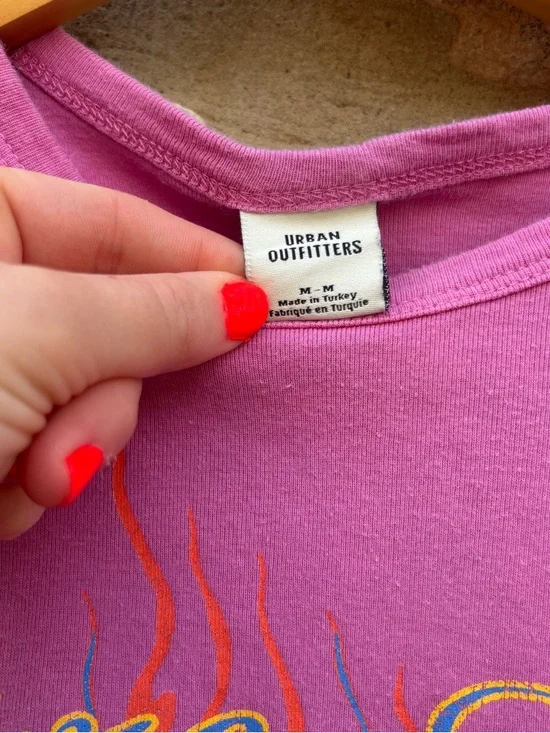 URBAN
OUTFITTERS
M - M
Made in Turkey
Fabriqué en Turquie